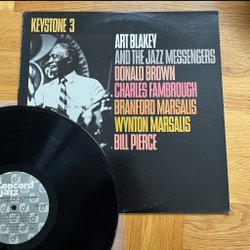 KEYSTONE 3
ART BLAKEY
AND THE JAZZ MESSENGERS
DONALD BROWN
CHARLES FAMBROUGH
BRANFORD MARSALIS
WYNTON MARSALIS
BILL PIERCE
Concord
jazz